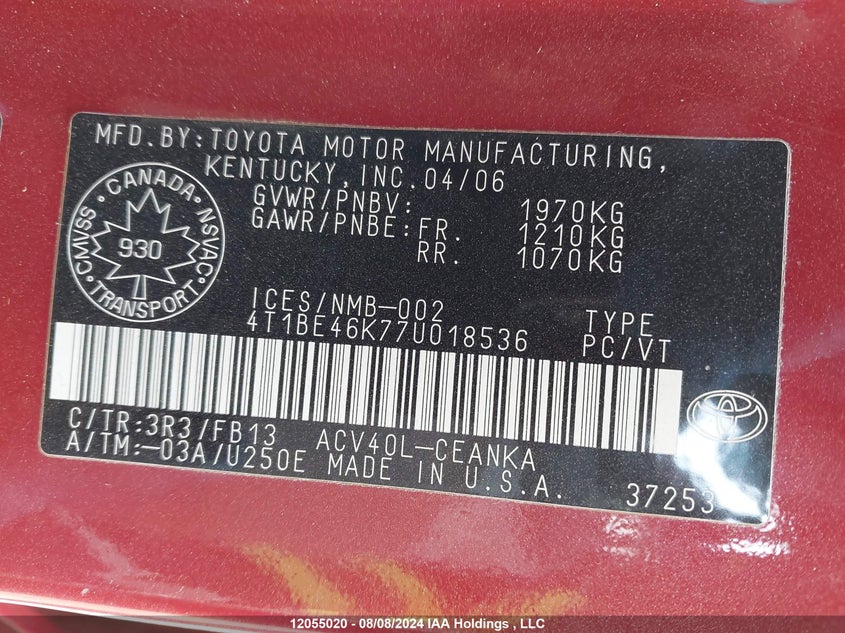 MFD.BY:TOYOTA MOTOR MANUFACTURING,
KENTUCKY,INC.04/06
GVWR/PNBV: 1970KG
GAWR/PNBE:FR. 1210KG
RR. 1070KG
CANADA
CMVSS
NSVAC
930
TRANSPORT
ICES/NMB-002
4T1BE46K77U018536
TYPE
PC/VT
C/TR:3R3/FB13 ACV40L-CEANKA
A/TM:-03A/U250E MADE IN U.S.A. 37253
12055020 - 08/08/2024 IAA Holdings , LLC